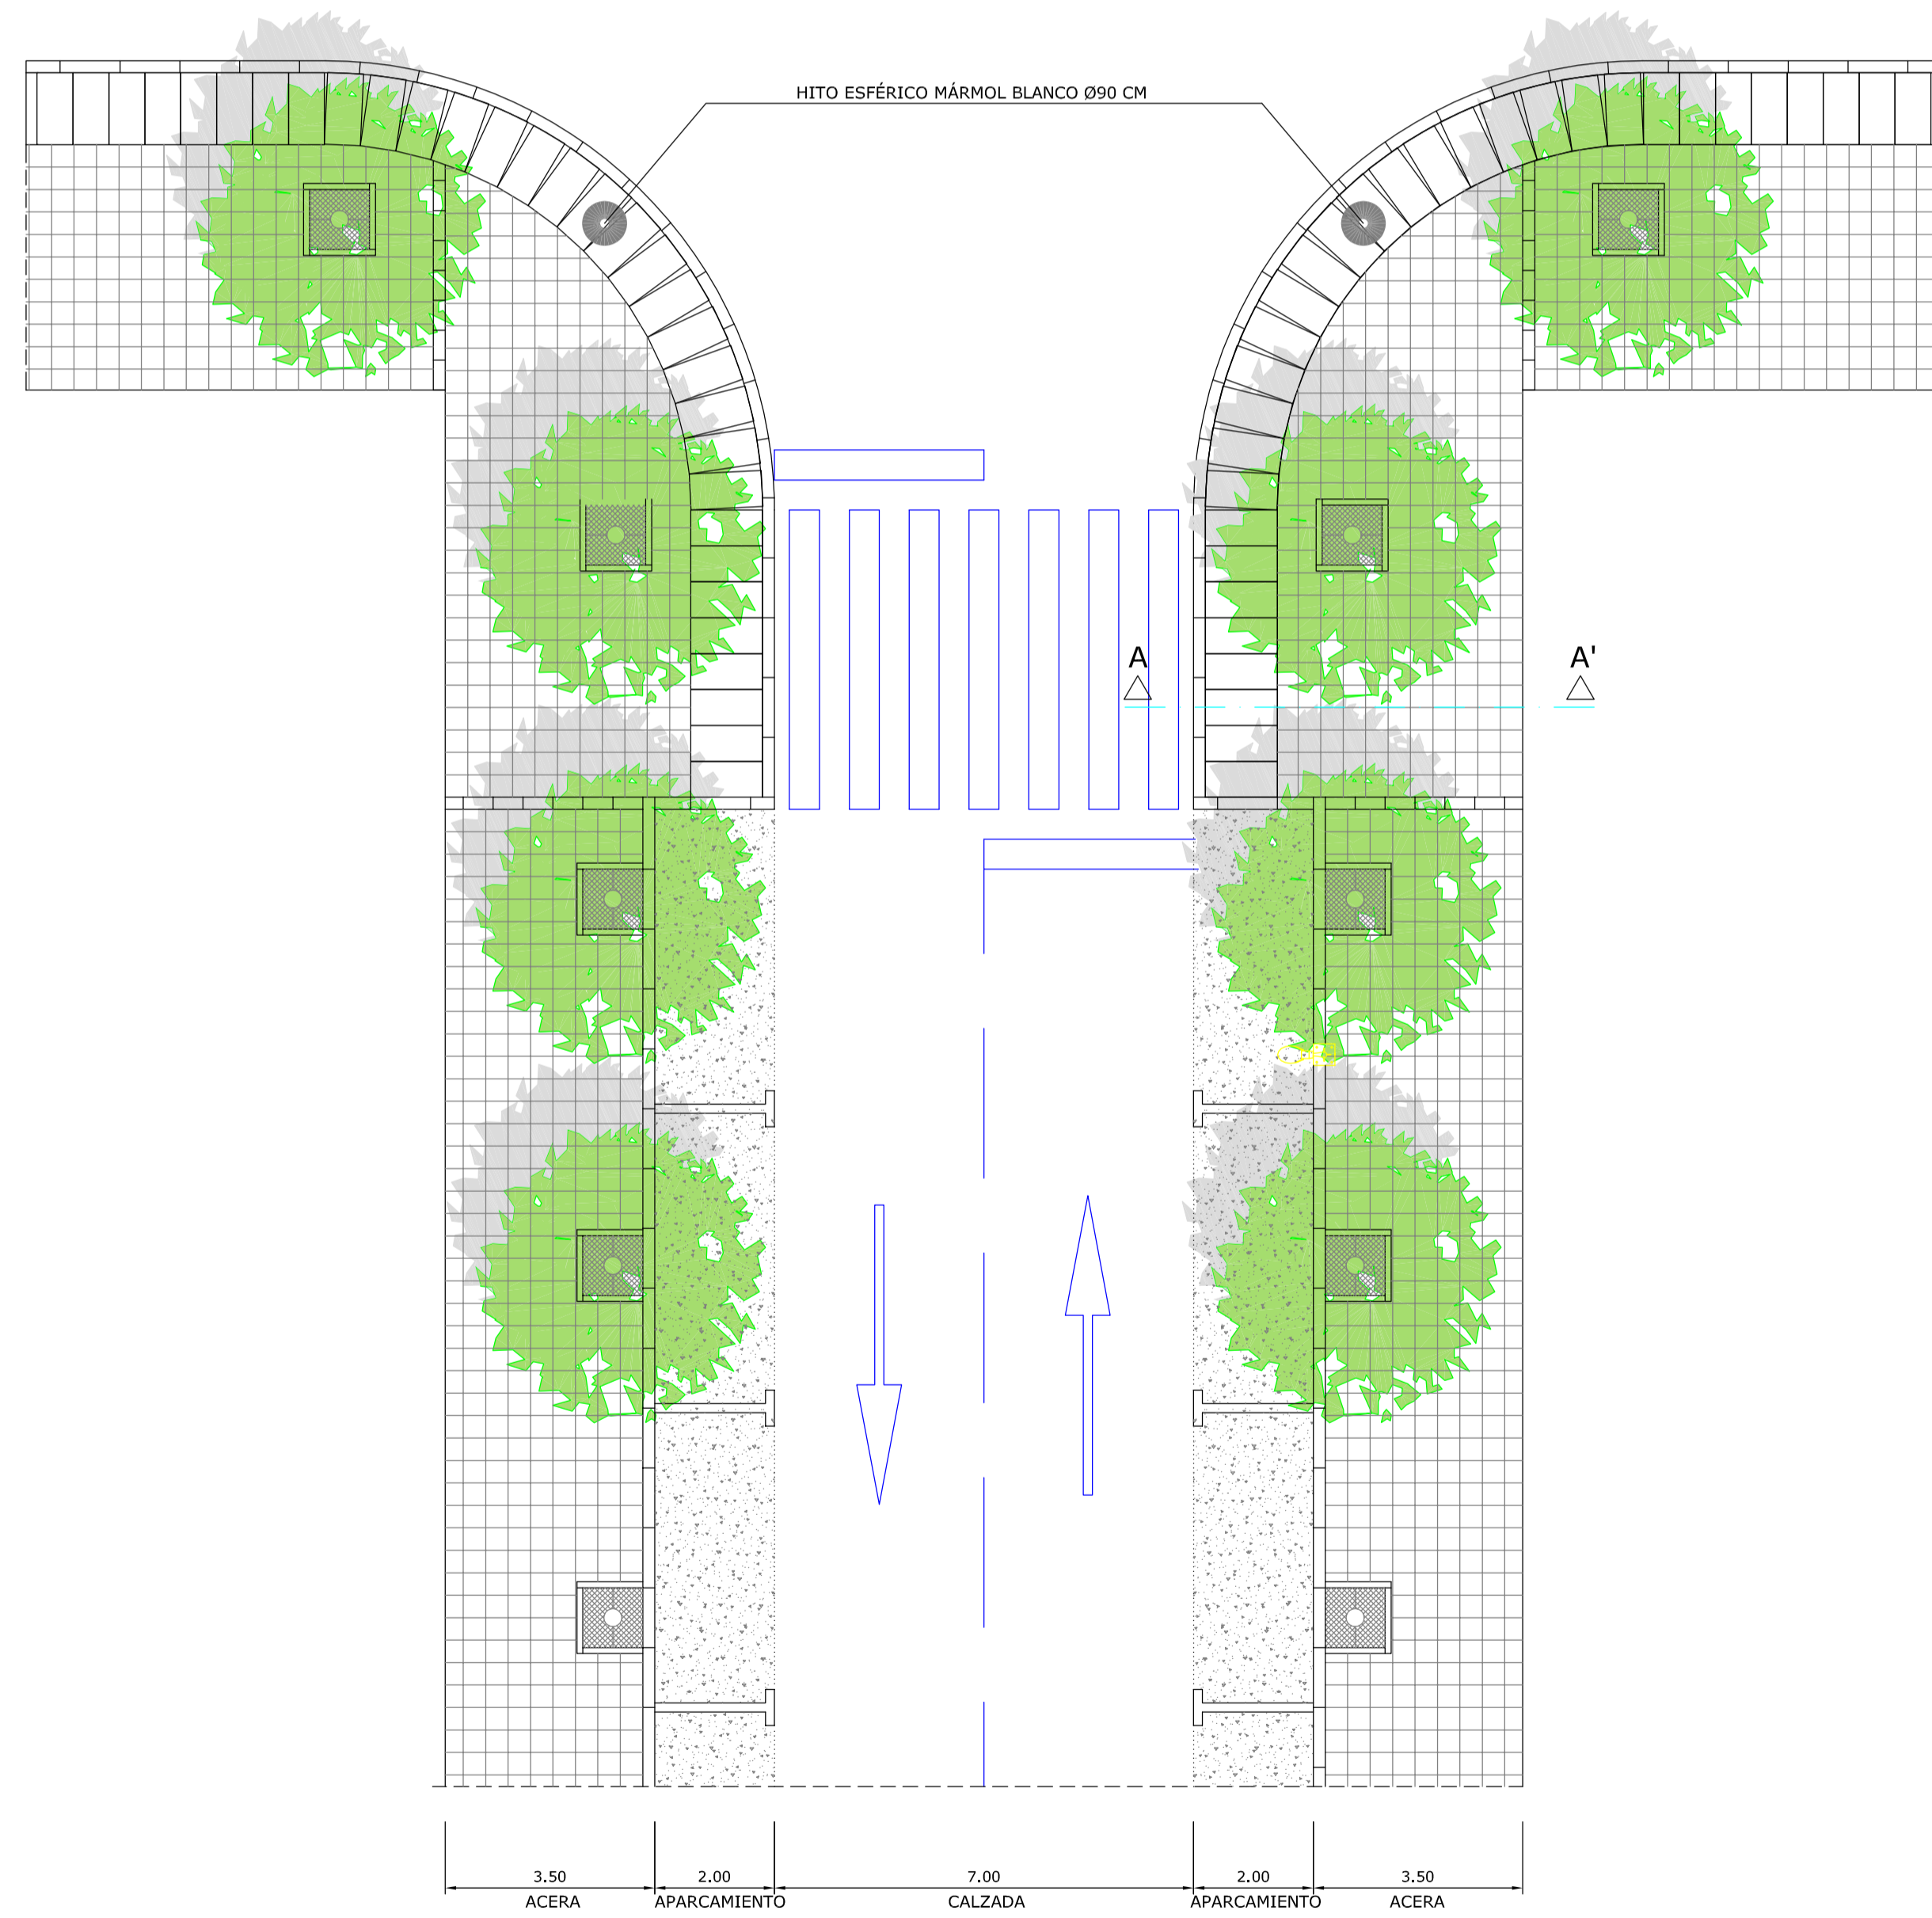 HITO ESFÉRICO MÁRMOL BLANCO Ø90 CM
A A'
3.50 2.00 7.00 2.00 3.50
ACERA APARCAMIENTO CALZADA APARCAMIENTO ACERA